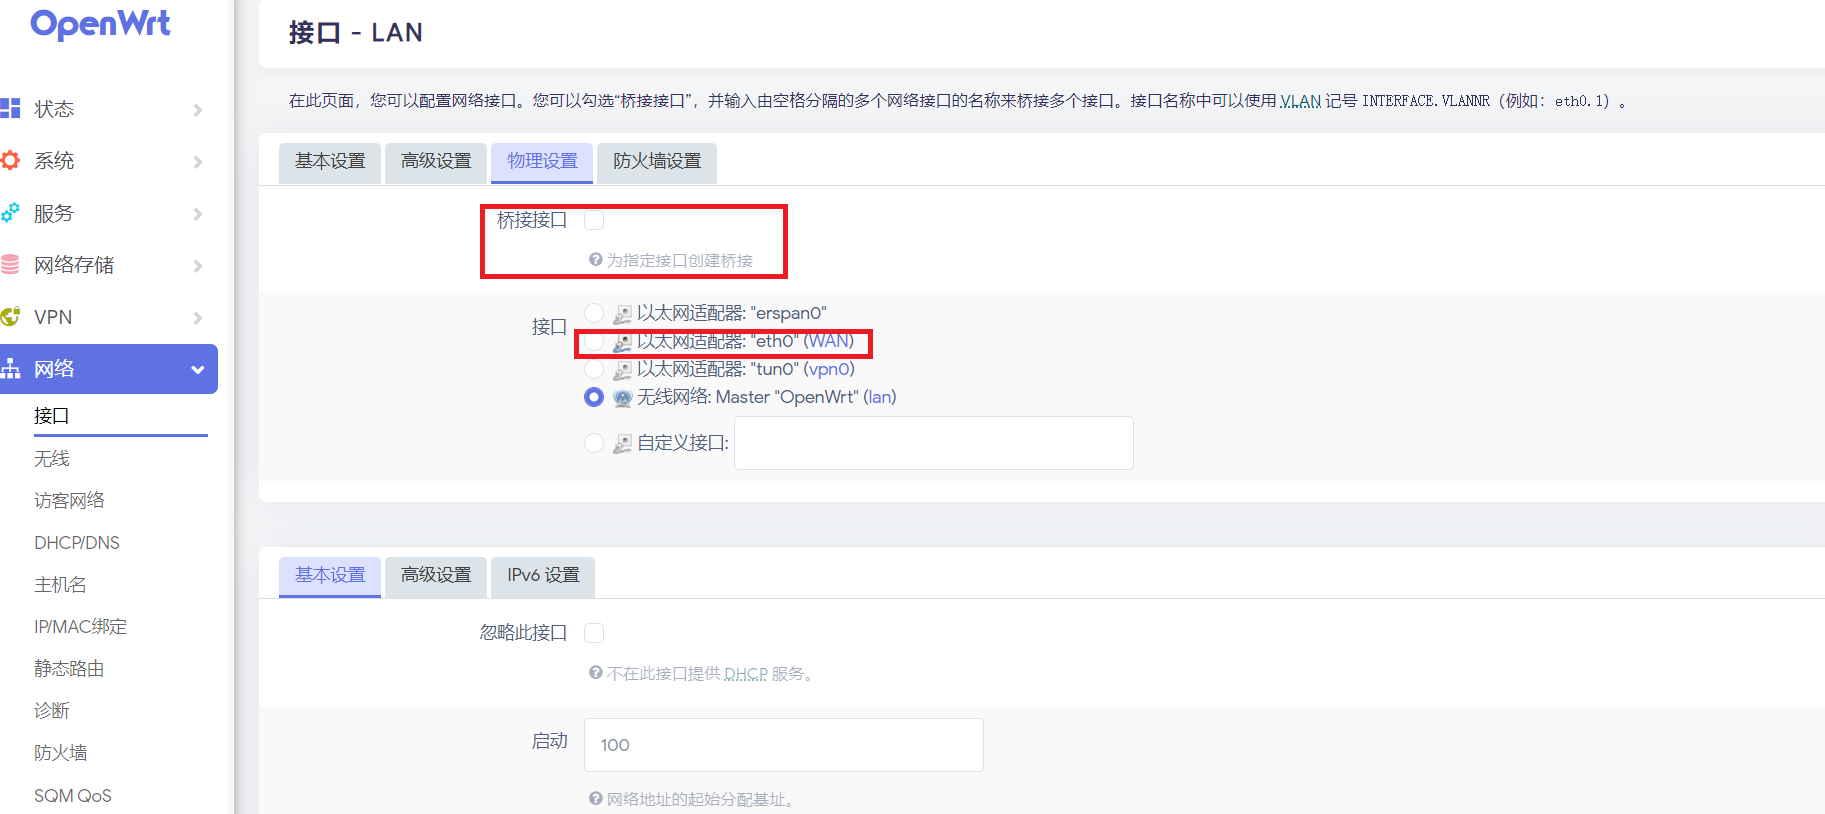 OpenWrt
状态
系统
服务
网络存储
VPN
网络
接口
无线
访客网络
DHCP/DNS
主机名
IP/MAC绑定
静态路由
诊断
防火墙
SQM QoS
接口 - LAN
在此页面，您可以配置网络接口。您可以勾选“桥接接口”，并输入由空格分隔的多个网络接口的名称来桥接多个接口。接口名称中可以使用 VLAN 记号 INTERFACE.VLANNR（例如：eth0.1）。
基本设置 高级设置 物理设置 防火墙设置
桥接接口
为指定接口创建桥接
接口
以太网适配器: "erspan0"
以太网适配器: "eth0" (WAN)
以太网适配器: "tun0" (vpn0)
无线网络: Master "OpenWrt" (lan)
自定义接口:
基本设置 高级设置 IPv6 设置
忽略此接口
不在此接口提供 DHCP 服务。
启动
100
网络地址的起始分配基址。